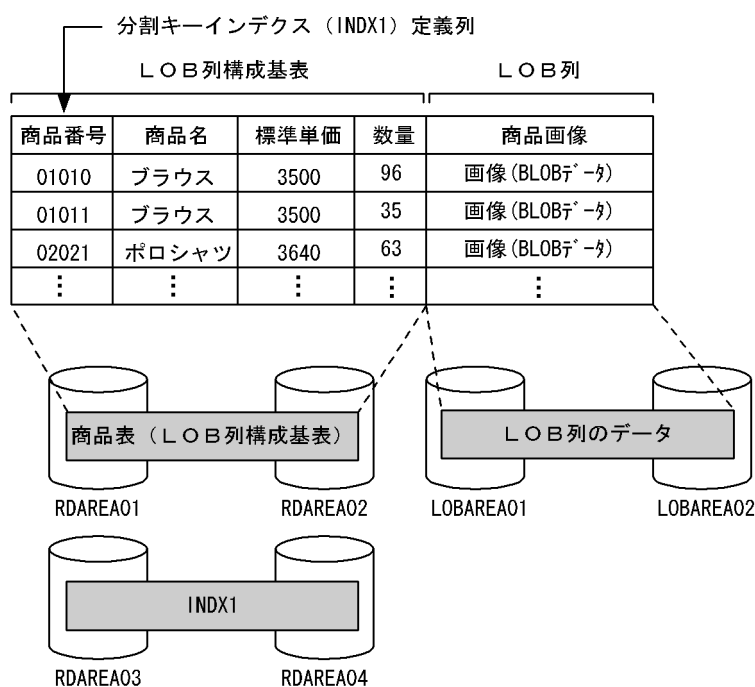 分割キーインデクス（INDX1）定義列
ＬＯＢ列構成基表 ＬＯＢ列
商品番号 商品名 標準単価 数量 商品画像
01010 ブラウス 3500 96 画像(BLOBﾃﾞｰﾀ)
01011 ブラウス 3500 35 画像(BLOBﾃﾞｰﾀ)
02021 ポロシャツ 3640 63 画像(BLOBﾃﾞｰﾀ)
⋮ ⋮ ⋮ ⋮ ⋮
商品表（ＬＯＢ列構成基表） ＬＯＢ列のデータ
RDAREA01 RDAREA02 LOBAREA01 LOBAREA02
INDX1
RDAREA03 RDAREA04